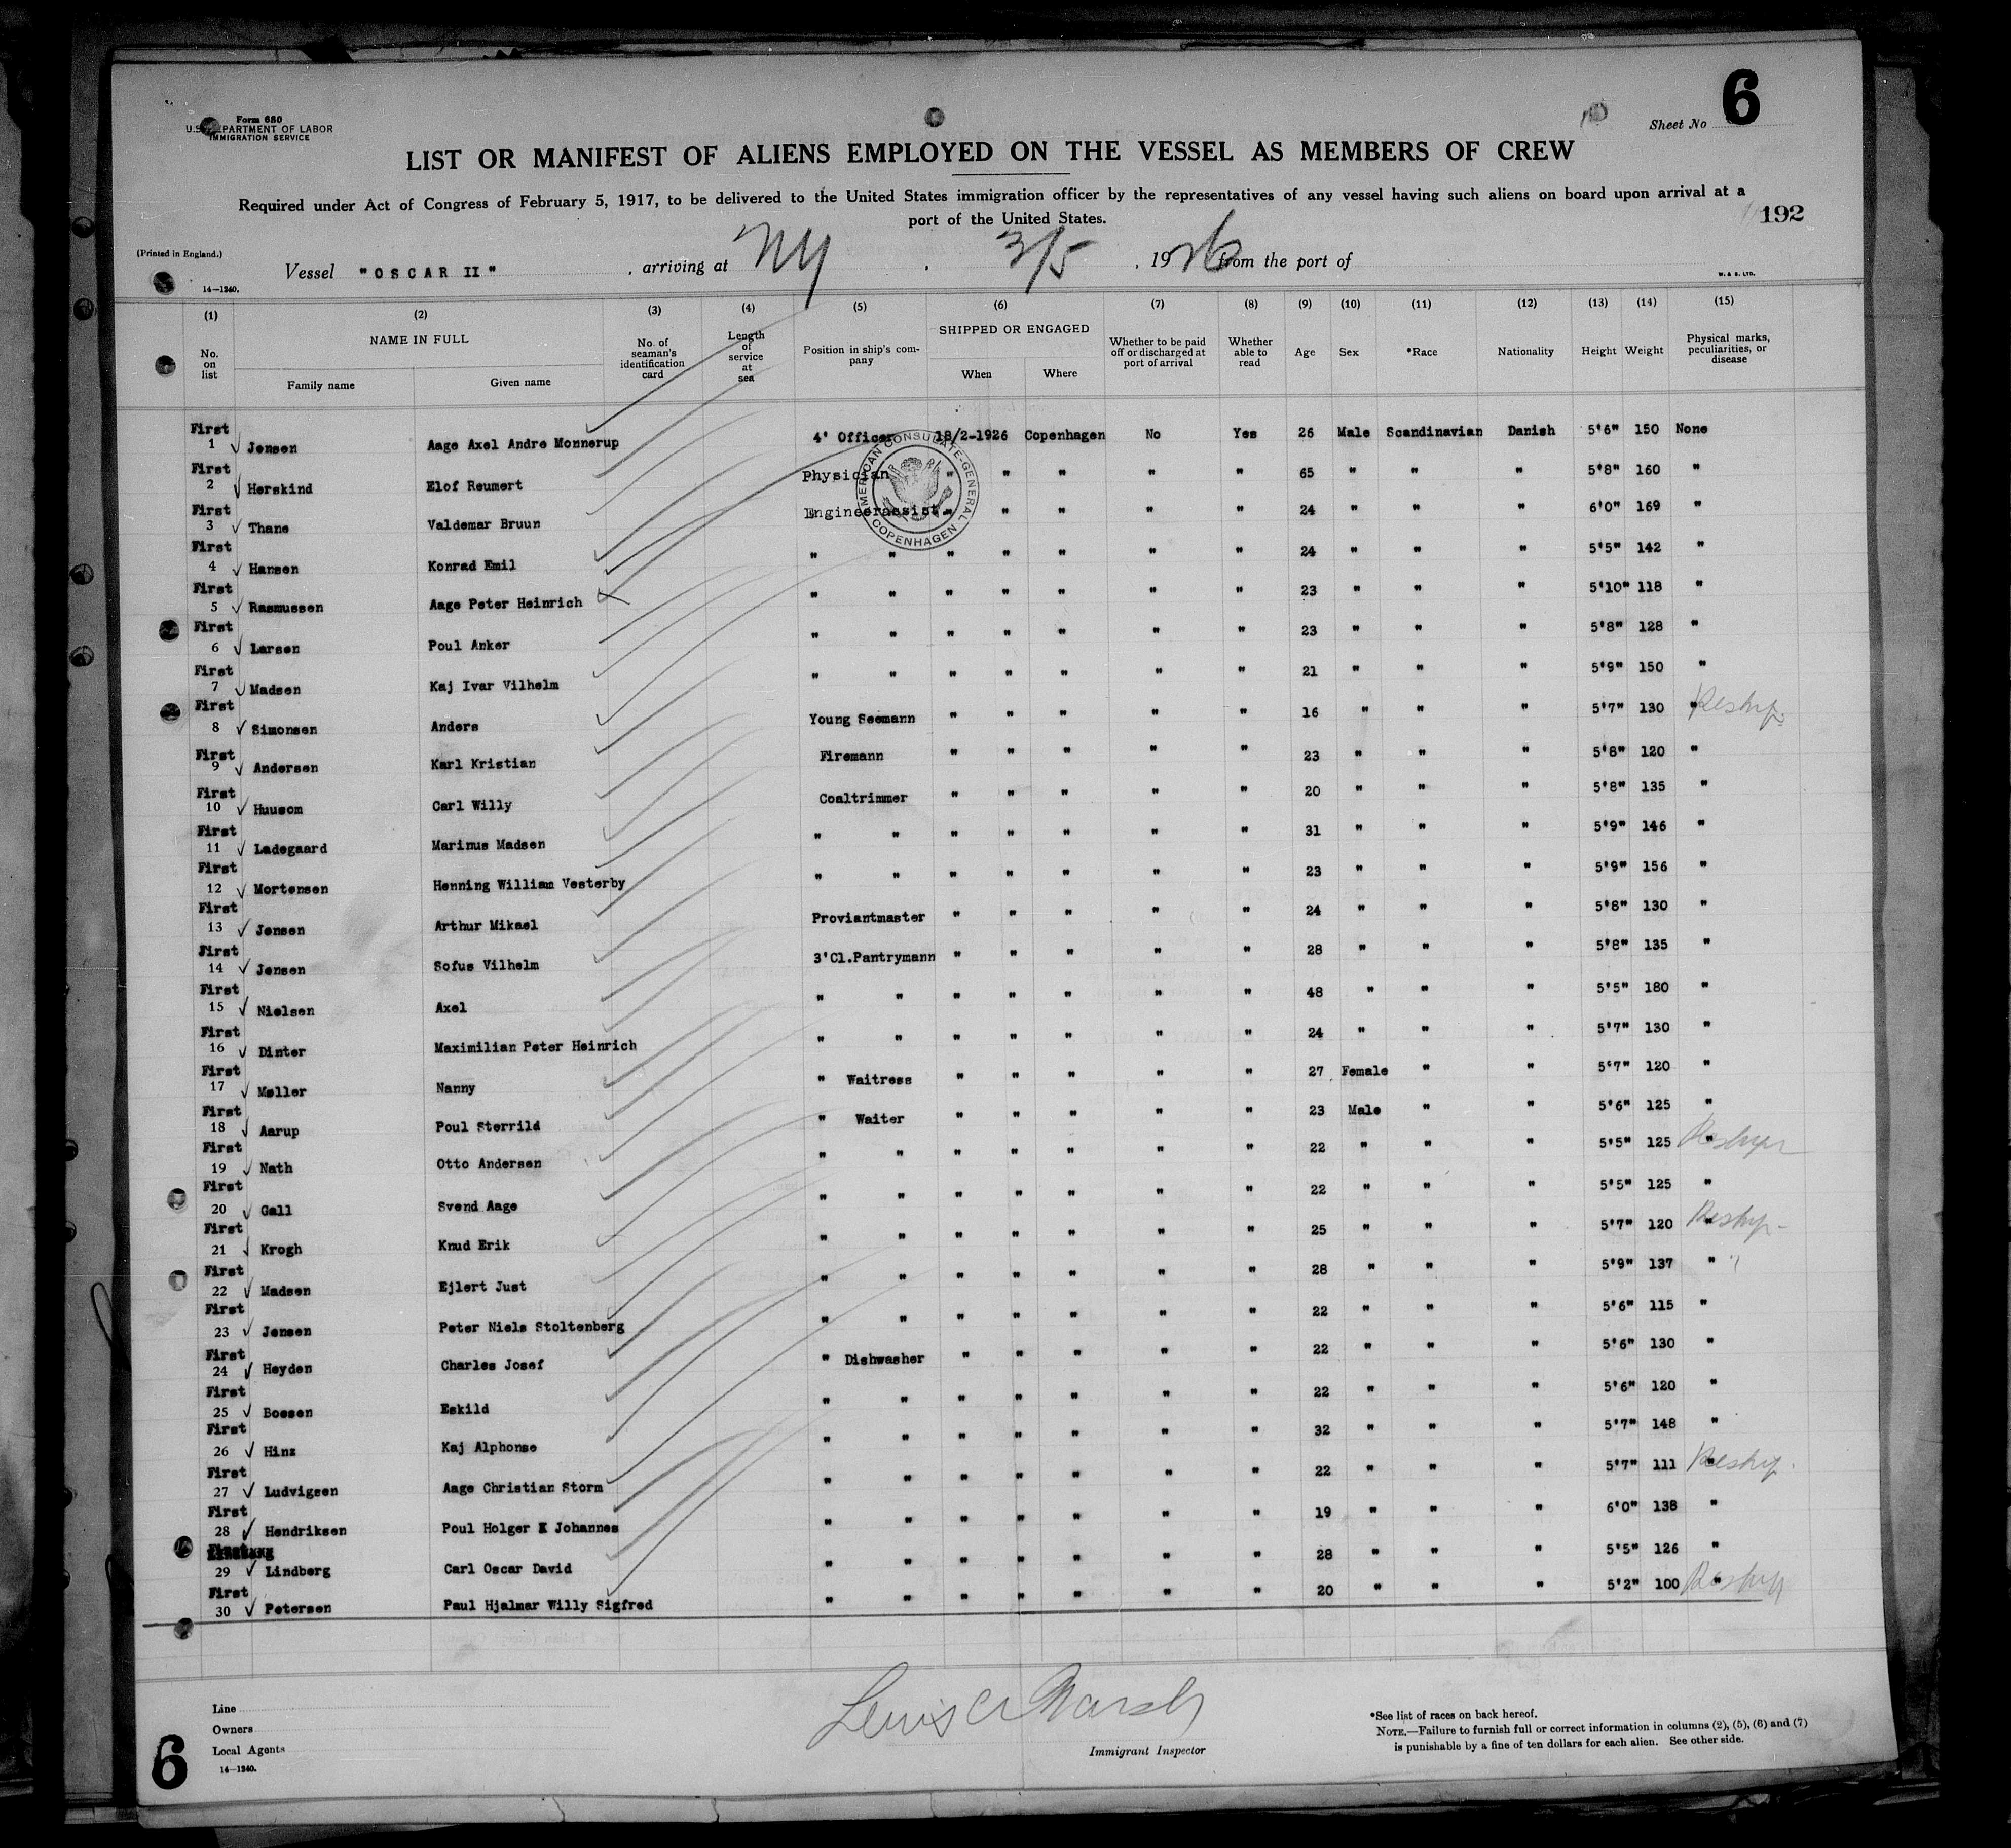 6
Form 680
U.S. DEPARTMENT OF LABOR
IMMIGRATION SERVICE
Sheet No 6
LIST OR MANIFEST OF ALIENS EMPLOYED ON THE VESSEL AS MEMBERS OF CREW
Required under Act of Congress of February 5, 1917, to be delivered to the United States immigration officer by the representatives of any vessel having such aliens on board upon arrival at a
port of the United States.
192
(Printed in England.)
Vessel "OSCAR II", arriving at NY, 3/5, 1926 from the port of
14—1240.
W. & S. LTD.
(1) (2) (3) (4) (5) (6) (7) (8) (9) (10) (11) (12) (13) (14) (15)
No. on list NAME IN FULL Family name Given name No. of seaman's identification card Length of service at sea Position in ship's company SHIPPED OR ENGAGED When Where Whether to be paid off or discharged at port of arrival Whether able to read Age Sex *Race Nationality Height Weight Physical marks, peculiarities, or disease
First 1 Jensen Aage Axel Andre Monnerup 4' Officer 18/2-1926 Copenhagen No Yes 26 Male Scandinavian Danish 5'6" 150 None
First 2 Herskind Elof Reumert Physician " " " " " 65 " " " 5'8" 160 "
First 3 Thane Valdemar Bruun Engineerassist. " " " " " 24 " " " 6'0" 169 "
First 4 Hansen Konrad Emil " " " " " " " 24 " " " 5'5" 142 "
First 5 Rasmussen Aage Peter Heinrich " " " " " " " 23 " " " 5'10" 118 "
First 6 Larsen Poul Anker " " " " " " " 23 " " " 5'8" 128 "
First 7 Madsen Kaj Ivar Vilhelm " " " " " " " 21 " " " 5'9" 150 "
First 8 Simonsen Anders Young Seemann " " " " " 16 " " " 5'7" 130 " Reship
First 9 Andersen Karl Kristian Firemann " " " " " 23 " " " 5'8" 120 "
First 10 Huusom Carl Willy Coaltrimmer " " " " " 20 " " " 5'8" 135 "
First 11 Ladegaard Marinus Madsen " " " " " " " 31 " " " 5'9" 146 "
First 12 Mortensen Henning William Vesterby " " " " " " " 23 " " " 5'9" 156 "
First 13 Jensen Arthur Mikael Proviantmaster " " " " " 24 " " " 5'8" 130 "
First 14 Jensen Sofus Vilhelm 3'Cl.Pantrymann " " " " " 28 " " " 5'8" 135 "
First 15 Nielsen Axel " " " " " " " 48 " " " 5'5" 180 "
First 16 Dinter Maximilian Peter Heinrich " " " " " " " 24 " " " 5'7" 130 "
First 17 Møller Nanny " Waitress " " " " " 27 Female " " 5'7" 120 "
First 18 Aarup Poul Sterrild " Waiter " " " " " 23 Male " " 5'6" 125 "
First 19 Nath Otto Andersen " " " " " " " 22 " " " 5'5" 125 " Reship
First 20 Gall Svend Aage " " " " " " " 22 " " " 5'5" 125 "
First 21 Krogh Knud Erik " " " " " " " 25 " " " 5'7" 120 " Reship
First 22 Madsen Ejlert Just " " " " " " " 28 " " " 5'9" 137 "
First 23 Jensen Peter Niels Stoltenberg " " " " " " " 22 " " " 5'6" 115 "
First 24 Heyden Charles Josef " Dishwasher " " " " " 22 " " " 5'6" 130 "
First 25 Boesen Eskild " " " " " " " 22 " " " 5'6" 120 "
First 26 Hinz Kaj Alphonse " " " " " " " 32 " " " 5'7" 148 "
First 27 Ludvigsen Aage Christian Storm " " " " " " " 22 " " " 5'7" 111 " Reship
First 28 Hendriksen Poul Holger K Johannes " " " " " " " 19 " " " 6'0" 138 "
First 29 Lindberg Carl Oscar David " " " " " " " 28 " " " 5'5" 126 "
First 30 Petersen Paul Hjalmar Willy Sigfred " " " " " " " 20 " " " 5'2" 100 " Reship
AMERICAN CONSULATE-GENERAL COPENHAGEN
Line
Owners
Local Agents
14—1240.
Lewis A Marsh
Immigrant Inspector
*See list of races on back hereof.
NOTE.—Failure to furnish full or correct information in columns (2), (5), (6) and (7)
is punishable by a fine of ten dollars for each alien. See other side.
6